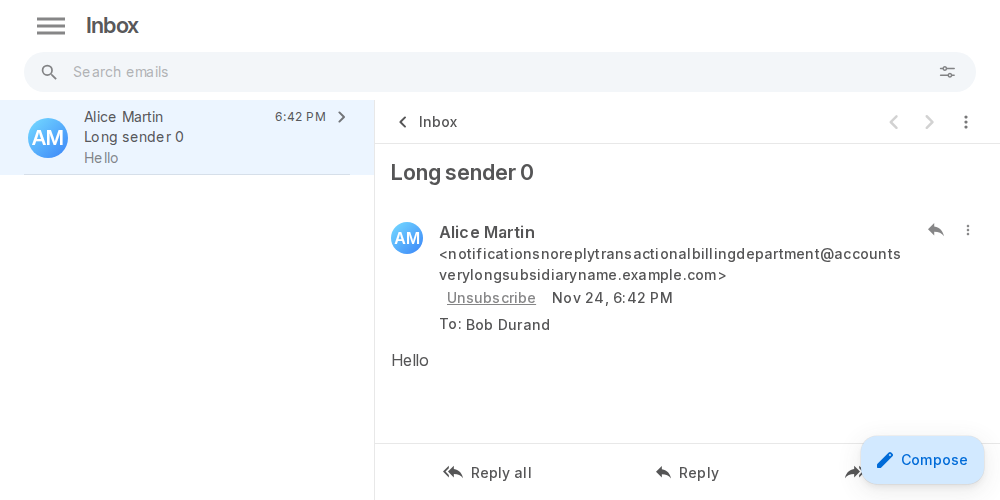 Inbox
Search emails
AM
Alice Martin
6:42 PM
Long sender 0
Hello
Inbox
Long sender 0
AM
Alice Martin
<notificationsnoreplytransactionalbillingdepartment@accounts
verylongsubsidiaryname.example.com>
Unsubscribe Nov 24, 6:42 PM
To: Bob Durand
Hello
Reply all
Reply
Compose